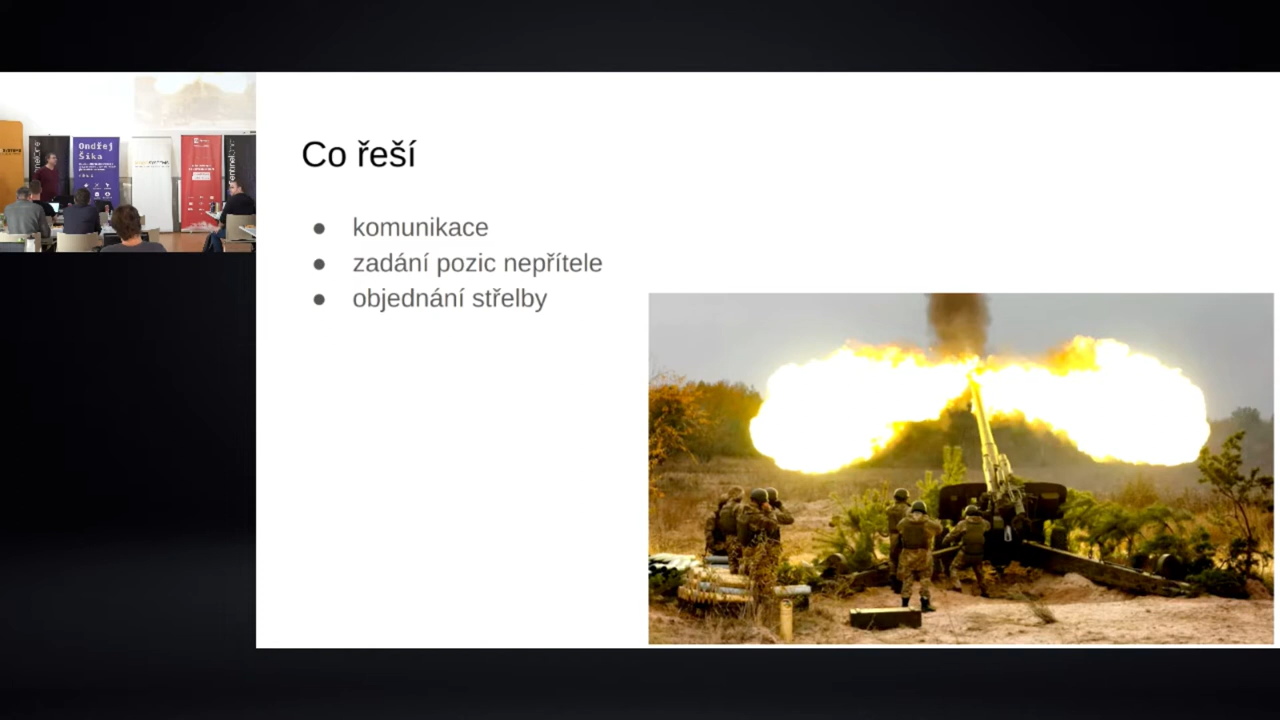 Co řeší
komunikace
zadání pozic nepřítele
objednání střelby
Ondřej
Šika